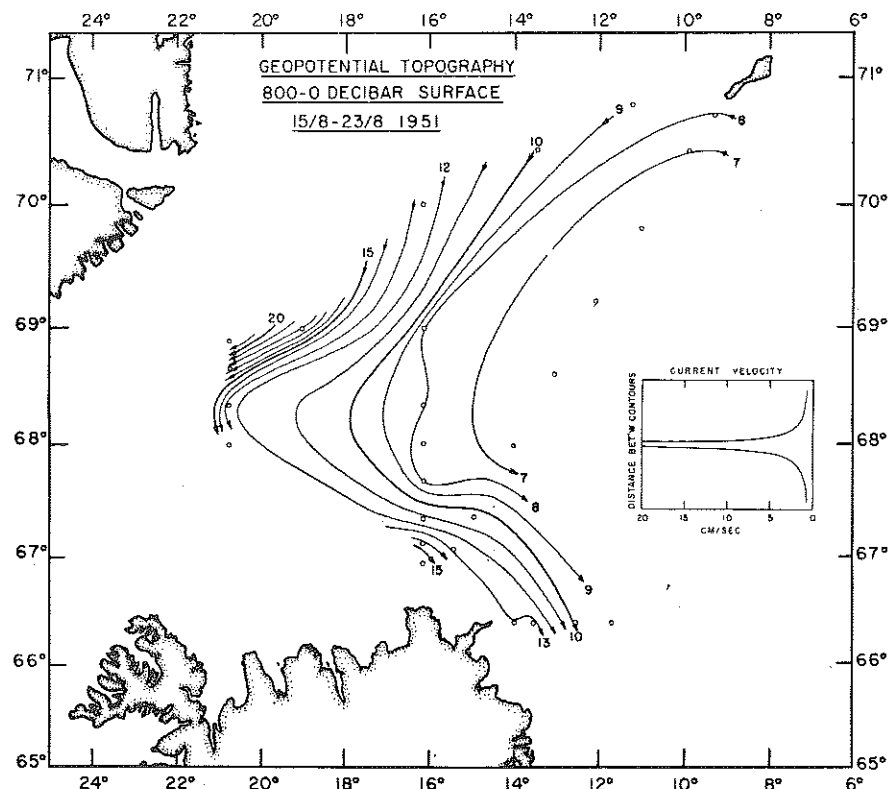 24° 22° 20° 18° 16° 14° 12° 10° 8° 6°
GEOPOTENTIAL TOPOGRAPHY
800-0 DECIBAR SURFACE
15/8-23/8 1951
71° 71°
9
8
10
7
12
70° 70°
15
20
69° 69°
CURRENT VELOCITY
DISTANCE BETW CONTOURS
20 15 10 5 0
CM/SEC
68° 68°
7
8
67° 67°
15
9
13 10
66° 66°
65° 65°
24° 22° 20° 18° 16° 14° 12° 10° 8° 6°